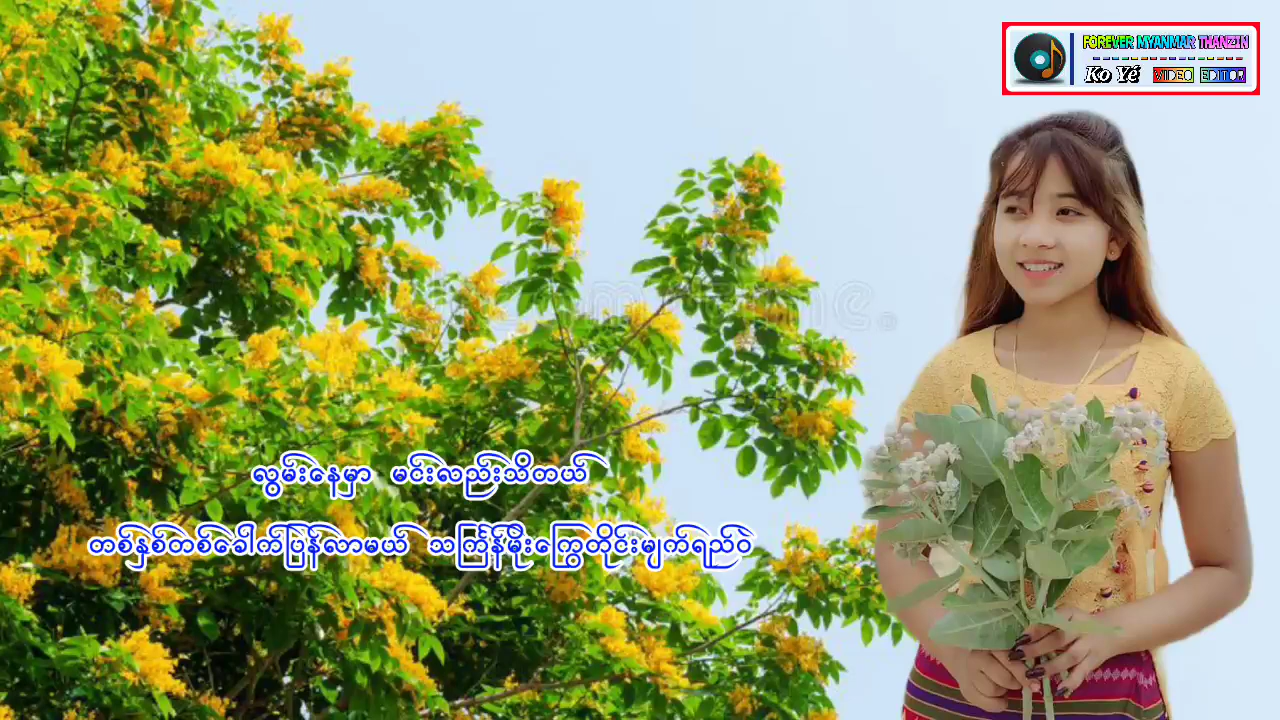 FOREVER MYANMAR THANZIN
Ko Yé VIDEO EDITOR
လွမ်းနေမှာ မင်းလည်းသိတယ်
တစ်နှစ်တစ်ခေါက်ပြန်လာမယ် သင်္ကြန်မိုးကြွေတိုင်းမျက်ရည်ဝဲ